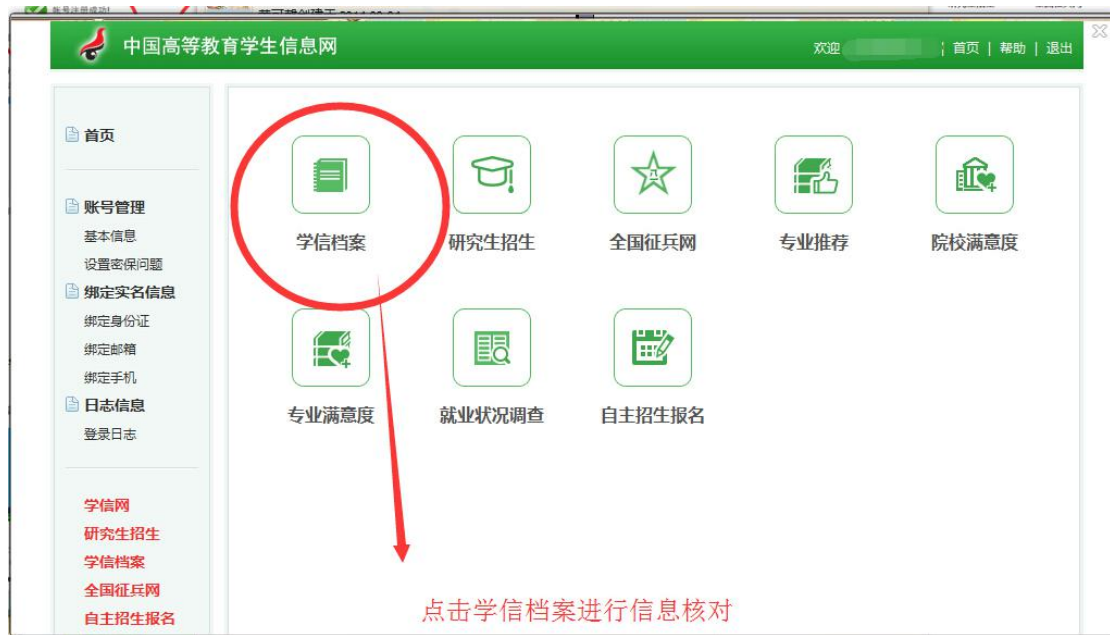 账号注册成功!
中国高等教育学生信息网
欢迎
首页 | 帮助 | 退出
首页
账号管理
基本信息
设置密保问题
绑定实名信息
绑定身份证
绑定邮箱
绑定手机
日志信息
登录日志
学信网
研究生招生
学信档案
全国征兵网
自主招生报名
学信档案
研究生招生
全国征兵网
专业推荐
院校满意度
专业满意度
就业状况调查
自主招生报名
点击学信档案进行信息核对